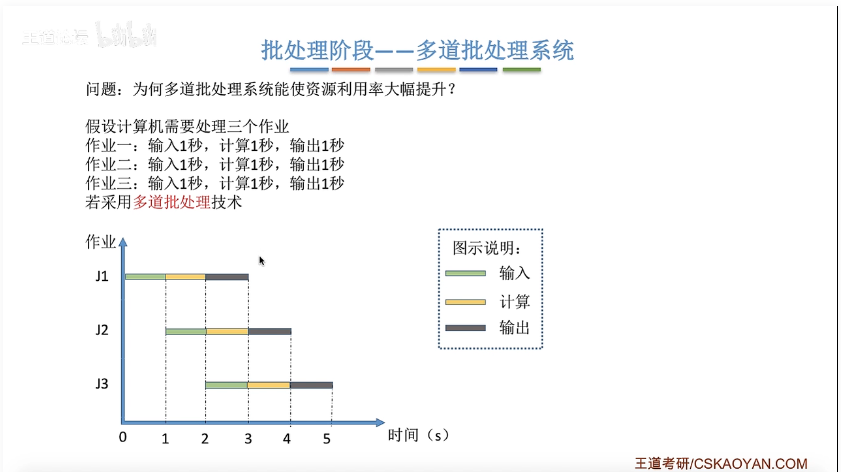 王道考研 bilibili
批处理阶段——多道批处理系统
问题：为何多道批处理系统能使资源利用率大幅提升？
假设计算机需要处理三个作业
作业一：输入1秒，计算1秒，输出1秒
作业二：输入1秒，计算1秒，输出1秒
作业三：输入1秒，计算1秒，输出1秒
若采用多道批处理技术
作业
J1
J2
J3
0 1 2 3 4 5 时间（s）
图示说明：
输入
计算
输出
王道考研/CSKAOYAN.COM